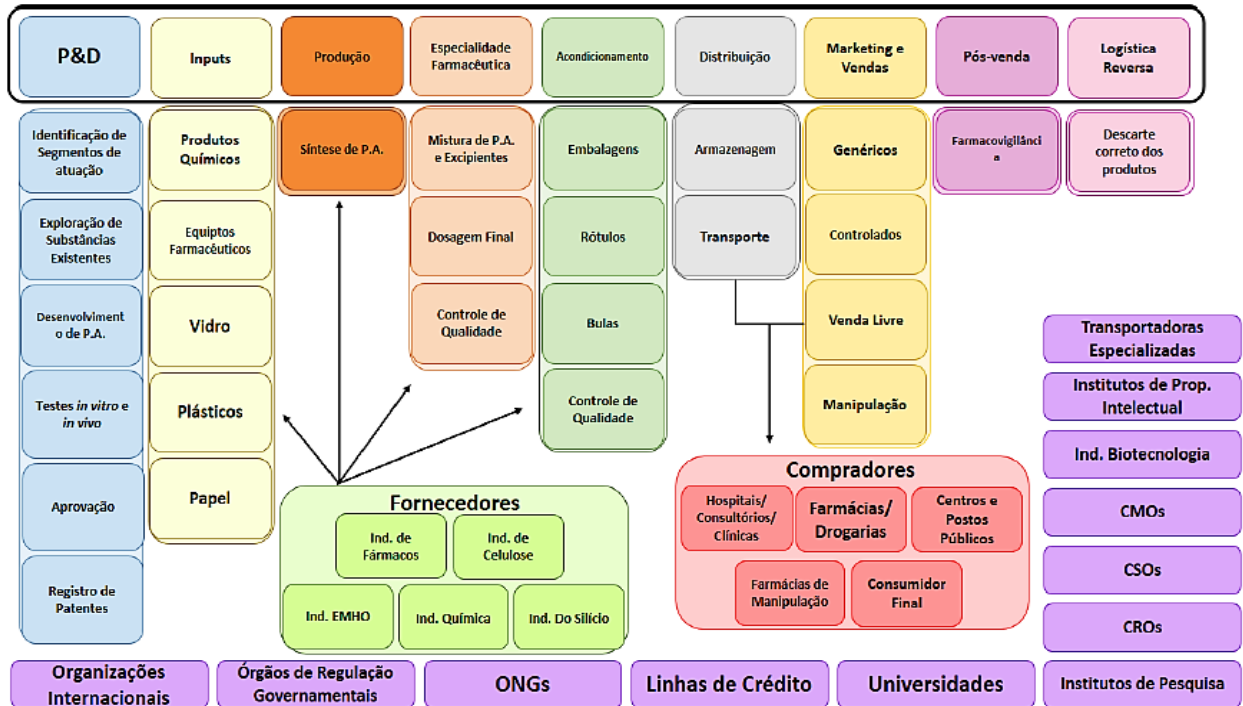 P&D
Inputs
Produção
Especialidade
Farmacêutica
Acondicionamento
Distribuição
Marketing e
Vendas
Pós-venda
Logística
Reversa
Identificação de
Segmentos de
atuação
Exploração de
Substâncias
Existentes
Desenvolviment
o de P.A.
Testes in vitro e
in vivo
Aprovação
Registro de
Patentes
Produtos
Químicos
Equiptos
Farmacêuticos
Vidro
Plásticos
Papel
Síntese de P.A.
Mistura de P.A.
e Excipientes
Dosagem Final
Controle de
Qualidade
Embalagens
Rótulos
Bulas
Controle de
Qualidade
Armazenagem
Transporte
Genéricos
Controlados
Venda Livre
Manipulação
Farmacovigilânci
a
Descarte
correto dos
produtos
Fornecedores
Ind. de
Fármacos
Ind. de
Celulose
Ind. EMHO
Ind. Química
Ind. Do Silício
Compradores
Hospitais/
Consultórios/
Clínicas
Farmácias/
Drogarias
Centros e
Postos
Públicos
Farmácias de
Manipulação
Consumidor
Final
Transportadoras
Especializadas
Institutos de Prop.
Intelectual
Ind. Biotecnologia
CMOs
CSOs
CROs
Organizações
Internacionais
Órgãos de Regulação
Governamentais
ONGs
Linhas de Crédito
Universidades
Institutos de Pesquisa